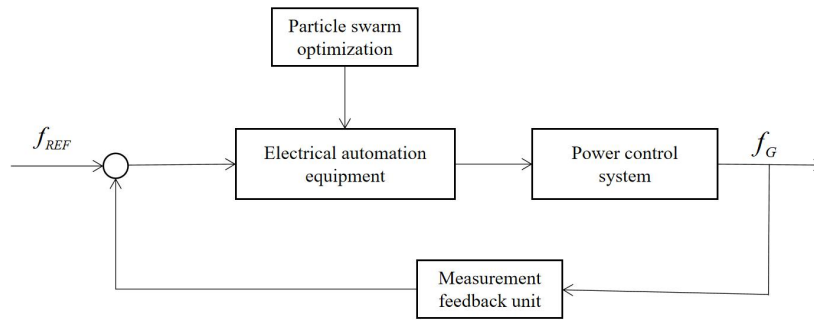 Particle swarm
optimization
f_REF
Electrical automation
equipment
Power control
system
f_G
Measurement
feedback unit